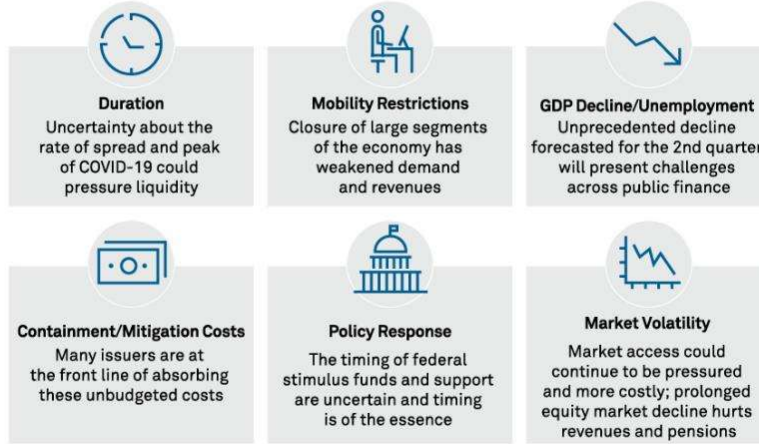 Duration
Uncertainty about the
rate of spread and peak
of COVID-19 could
pressure liquidity
Mobility Restrictions
Closure of large segments
of the economy has
weakened demand
and revenues
GDP Decline/Unemployment
Unprecedented decline
forecasted for the 2nd quarter
will present challenges
across public finance
Containment/Mitigation Costs
Many issuers are at
the front line of absorbing
these unbudgeted costs
Policy Response
The timing of federal
stimulus funds and support
are uncertain and timing
is of the essence
Market Volatility
Market access could
continue to be pressured
and more costly; prolonged
equity market decline hurts
revenues and pensions